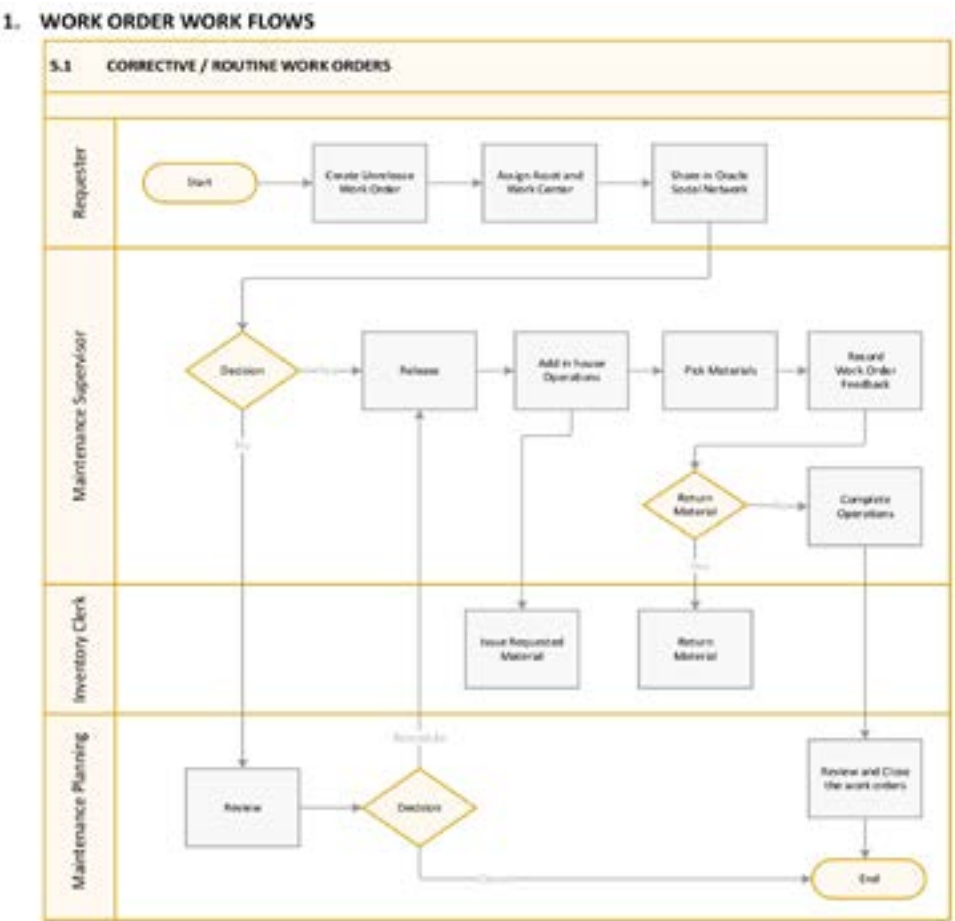 1. WORK ORDER WORK FLOWS
5.1 CORRECTIVE / ROUTINE WORK ORDERS
Requester
Start
Create Unrelease
Work Order
Assign Asset and
Work Center
Share in Oracle
Social Network
Maintenance Supervisor
Decision
Release
Add in house
Operations
Pick Materials
Record
Work Order
Feedback
No
Return
Material
Complete
Operations
Yes
Inventory Clerk
Issue Requested
Material
Return
Material
Maintenance Planning
Review
Decision
Review and Close
the work orders
End